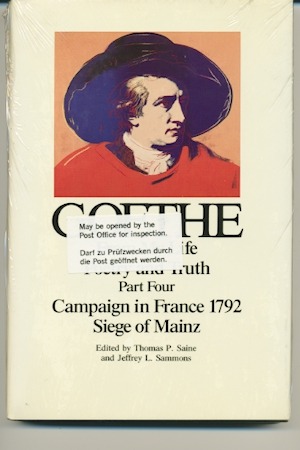 GOETHE
May be opened by the
Post Office for inspection.
Darf zu Prüfzwecken durch
die Post geöffnet werden.
Poetry and Truth
Part Four
Campaign in France 1792
Siege of Mainz
Edited by Thomas P. Saine
and Jeffrey L. Sammons